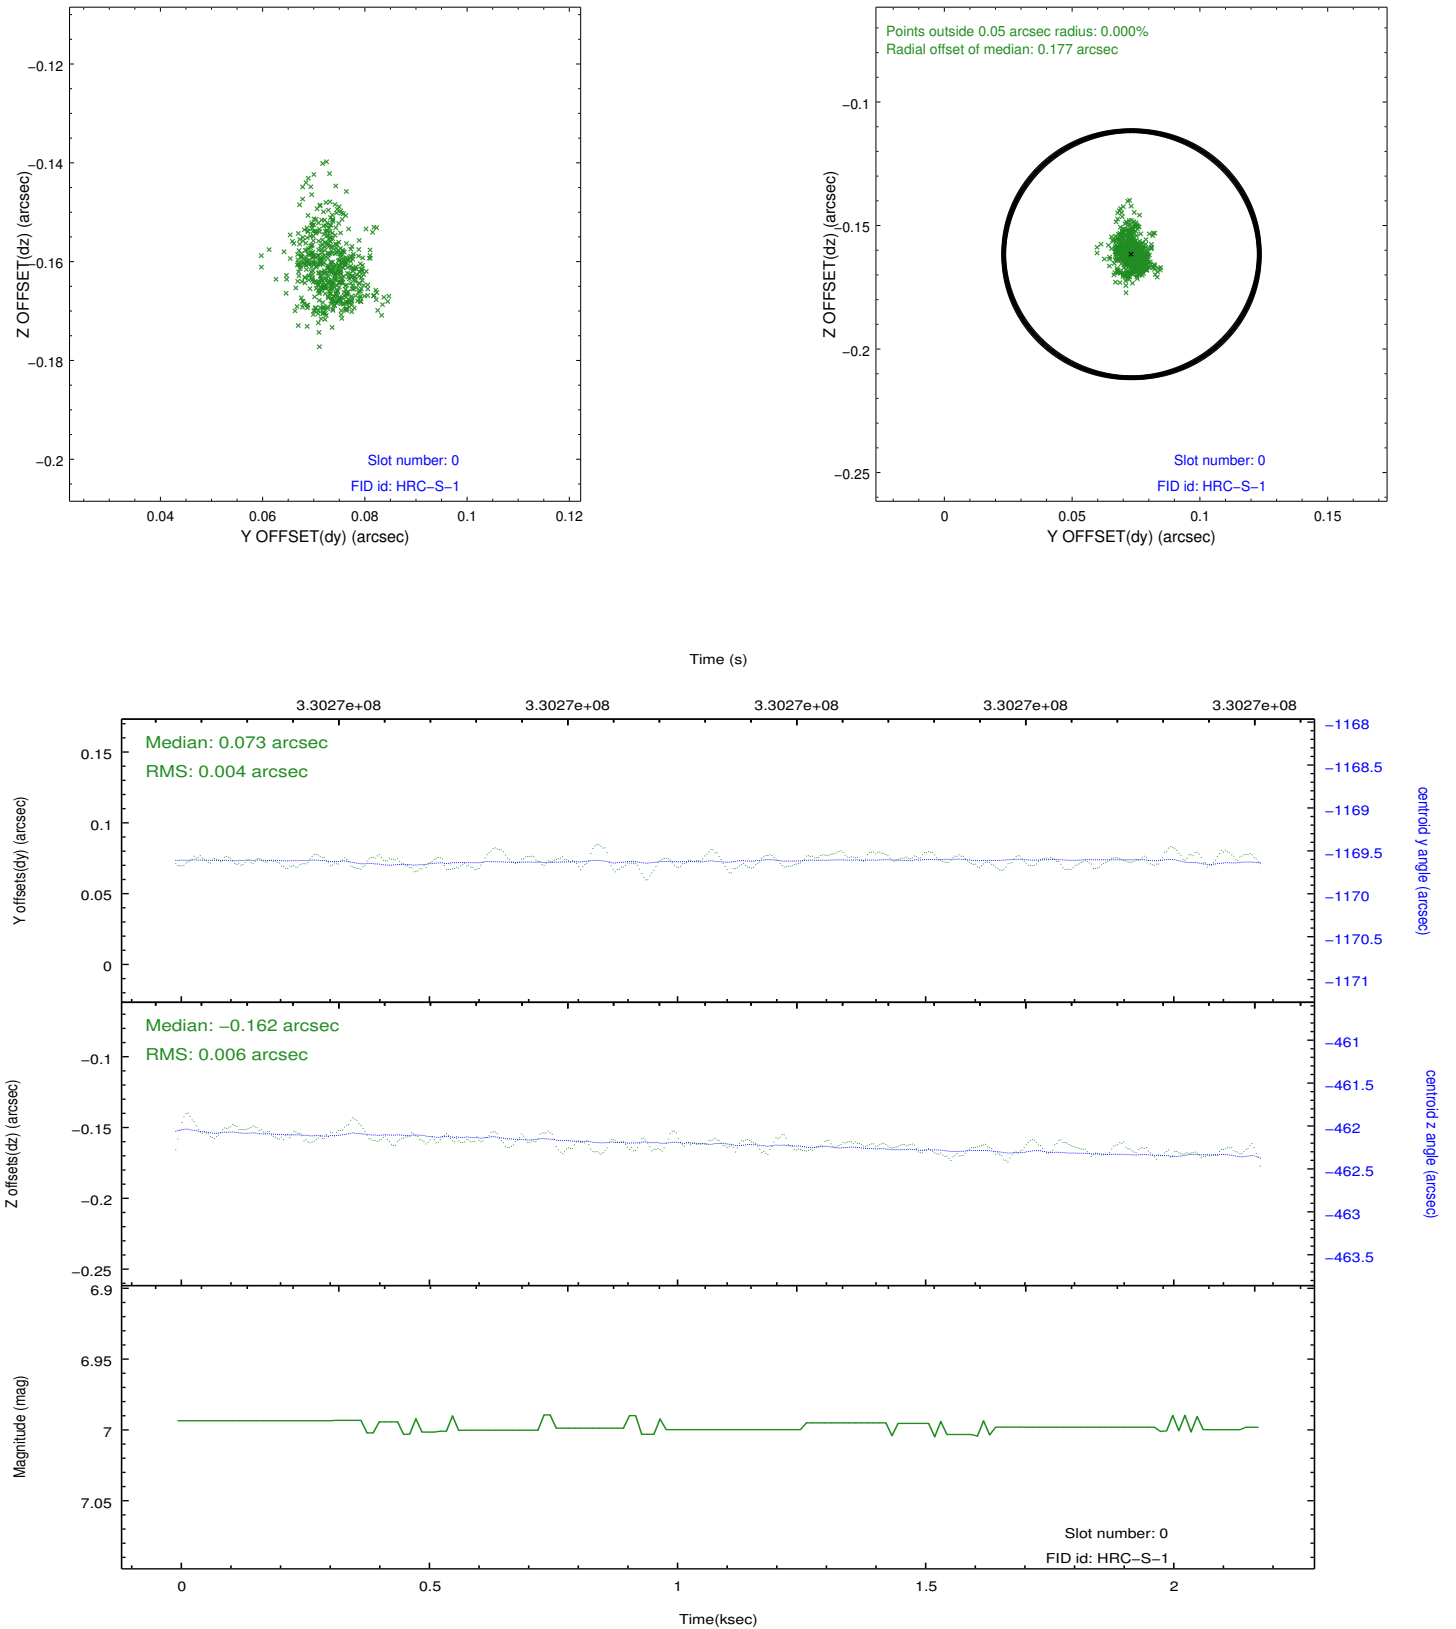 −0.12
−0.14
−0.16
−0.18
−0.2
Z OFFSET(dz) (arcsec)
Slot number: 0
FID id: HRC−S−1
0.04 0.06 0.08 0.1 0.12
Y OFFSET(dy) (arcsec)
Points outside 0.05 arcsec radius: 0.000%
Radial offset of median: 0.177 arcsec
−0.1
−0.15
−0.2
−0.25
Z OFFSET(dz) (arcsec)
Slot number: 0
FID id: HRC−S−1
0 0.05 0.1 0.15
Y OFFSET(dy) (arcsec)
Time (s)
3.3027e+08 3.3027e+08 3.3027e+08 3.3027e+08 3.3027e+08
Median: 0.073 arcsec
RMS: 0.004 arcsec
0.15
0.1
0.05
0
Y offsets(dy) (arcsec)
−1168
−1168.5
−1169
−1169.5
−1170
−1170.5
−1171
centroid y angle (arcsec)
Median: −0.162 arcsec
RMS: 0.006 arcsec
−0.1
−0.15
−0.2
−0.25
Z offsets(dz) (arcsec)
−461
−461.5
−462
−462.5
−463
−463.5
centroid z angle (arcsec)
6.9
6.95
7
7.05
Magnitude (mag)
Slot number: 0
FID id: HRC−S−1
0 0.5 1 1.5 2
Time(ksec)